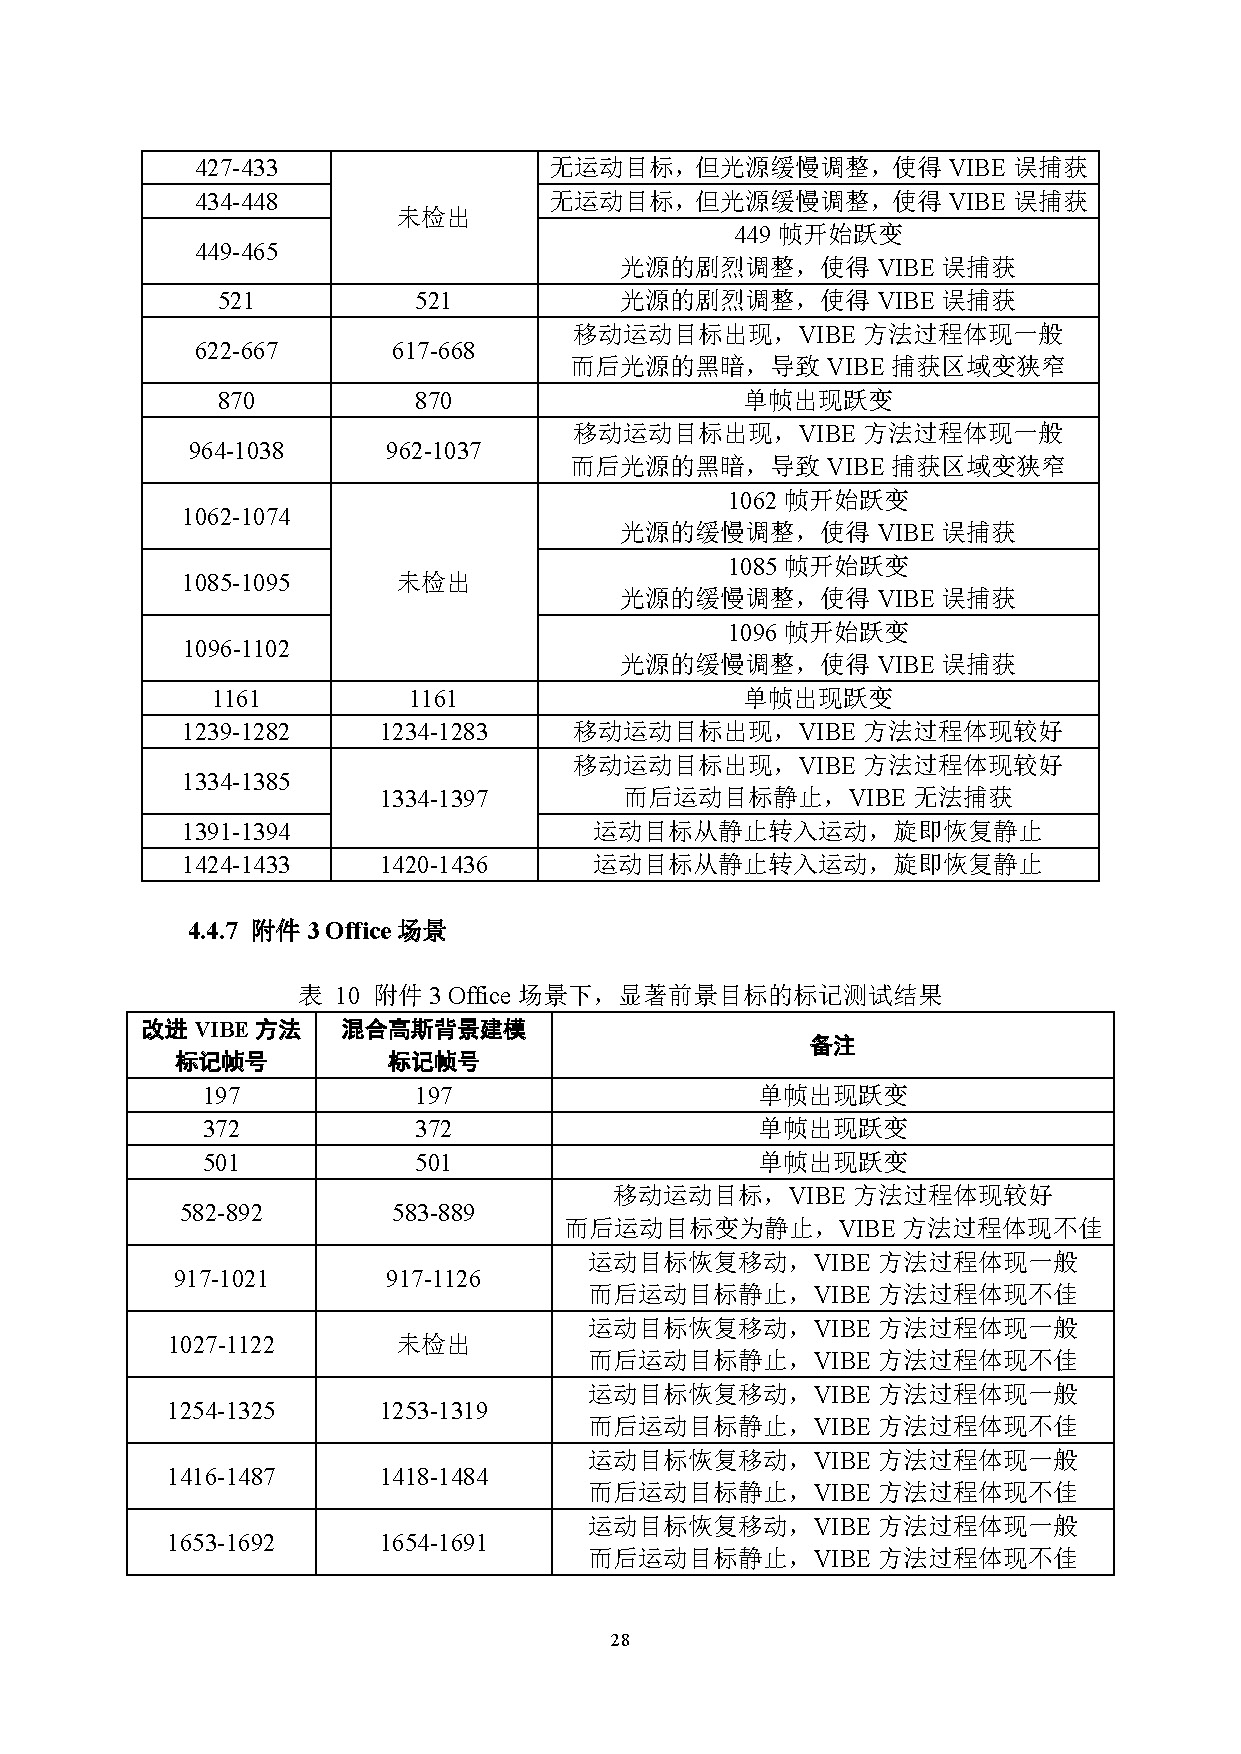 427-433 无运动目标，但光源缓慢调整，使得 VIBE 误捕获
434-448 未检出 无运动目标，但光源缓慢调整，使得 VIBE 误捕获
449-465 449 帧开始跃变
光源的剧烈调整，使得 VIBE 误捕获
521 521 光源的剧烈调整，使得 VIBE 误捕获
622-667 617-668 移动运动目标出现，VIBE 方法过程体现一般
而后光源的黑暗，导致 VIBE 捕获区域变狭窄
870 870 单帧出现跃变
964-1038 962-1037 移动运动目标出现，VIBE 方法过程体现一般
而后光源的黑暗，导致 VIBE 捕获区域变狭窄
1062-1074 1062 帧开始跃变
光源的缓慢调整，使得 VIBE 误捕获
1085-1095 未检出 1085 帧开始跃变
光源的缓慢调整，使得 VIBE 误捕获
1096-1102 1096 帧开始跃变
光源的缓慢调整，使得 VIBE 误捕获
1161 1161 单帧出现跃变
1239-1282 1234-1283 移动运动目标出现，VIBE 方法过程体现较好
1334-1385 1334-1397 移动运动目标出现，VIBE 方法过程体现较好
而后运动目标静止，VIBE 无法捕获
1391-1394 运动目标从静止转入运动，旋即恢复静止
1424-1433 1420-1436 运动目标从静止转入运动，旋即恢复静止
4.4.7 附件 3 Office 场景
表 10 附件 3 Office 场景下，显著前景目标的标记测试结果
改进 VIBE 方法 混合高斯背景建模 备注
标记帧号 标记帧号
197 197 单帧出现跃变
372 372 单帧出现跃变
501 501 单帧出现跃变
582-892 583-889 移动运动目标，VIBE 方法过程体现较好
而后运动目标变为静止，VIBE 方法过程体现不佳
917-1021 917-1126 运动目标恢复移动，VIBE 方法过程体现一般
而后运动目标静止，VIBE 方法过程体现不佳
1027-1122 未检出 运动目标恢复移动，VIBE 方法过程体现一般
而后运动目标静止，VIBE 方法过程体现不佳
1254-1325 1253-1319 运动目标恢复移动，VIBE 方法过程体现一般
而后运动目标静止，VIBE 方法过程体现不佳
1416-1487 1418-1484 运动目标恢复移动，VIBE 方法过程体现一般
而后运动目标静止，VIBE 方法过程体现不佳
1653-1692 1654-1691 运动目标恢复移动，VIBE 方法过程体现一般
而后运动目标静止，VIBE 方法过程体现不佳
28